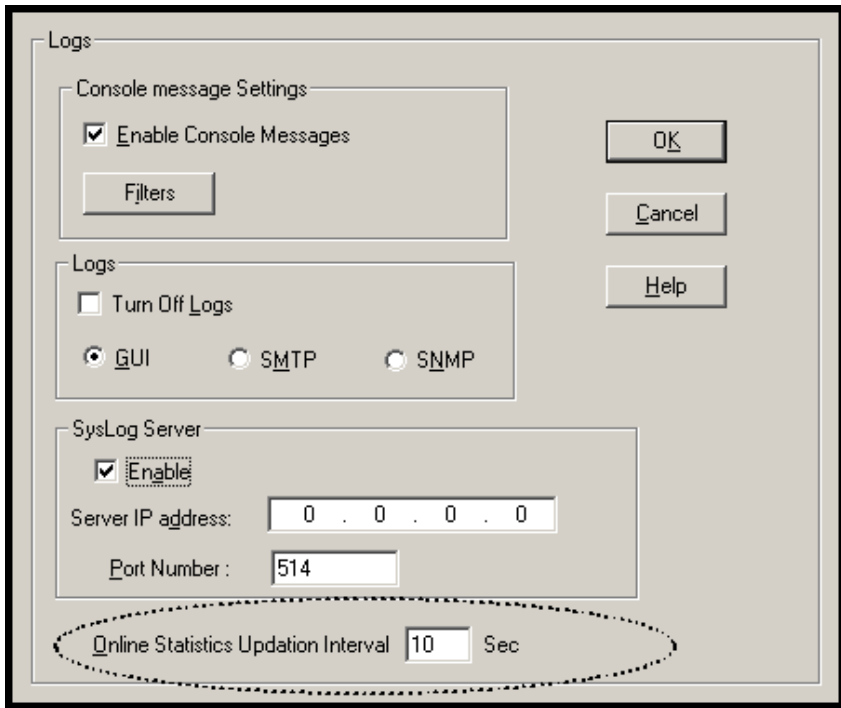 Logs
Console message Settings
Enable Console Messages
Filters
OK
Cancel
Help
Logs
Turn Off Logs
GUI SMTP SNMP
SysLog Server
Enable
Server IP address: 0 . 0 . 0 . 0
Port Number : 514
Online Statistics Updation Interval 10 Sec